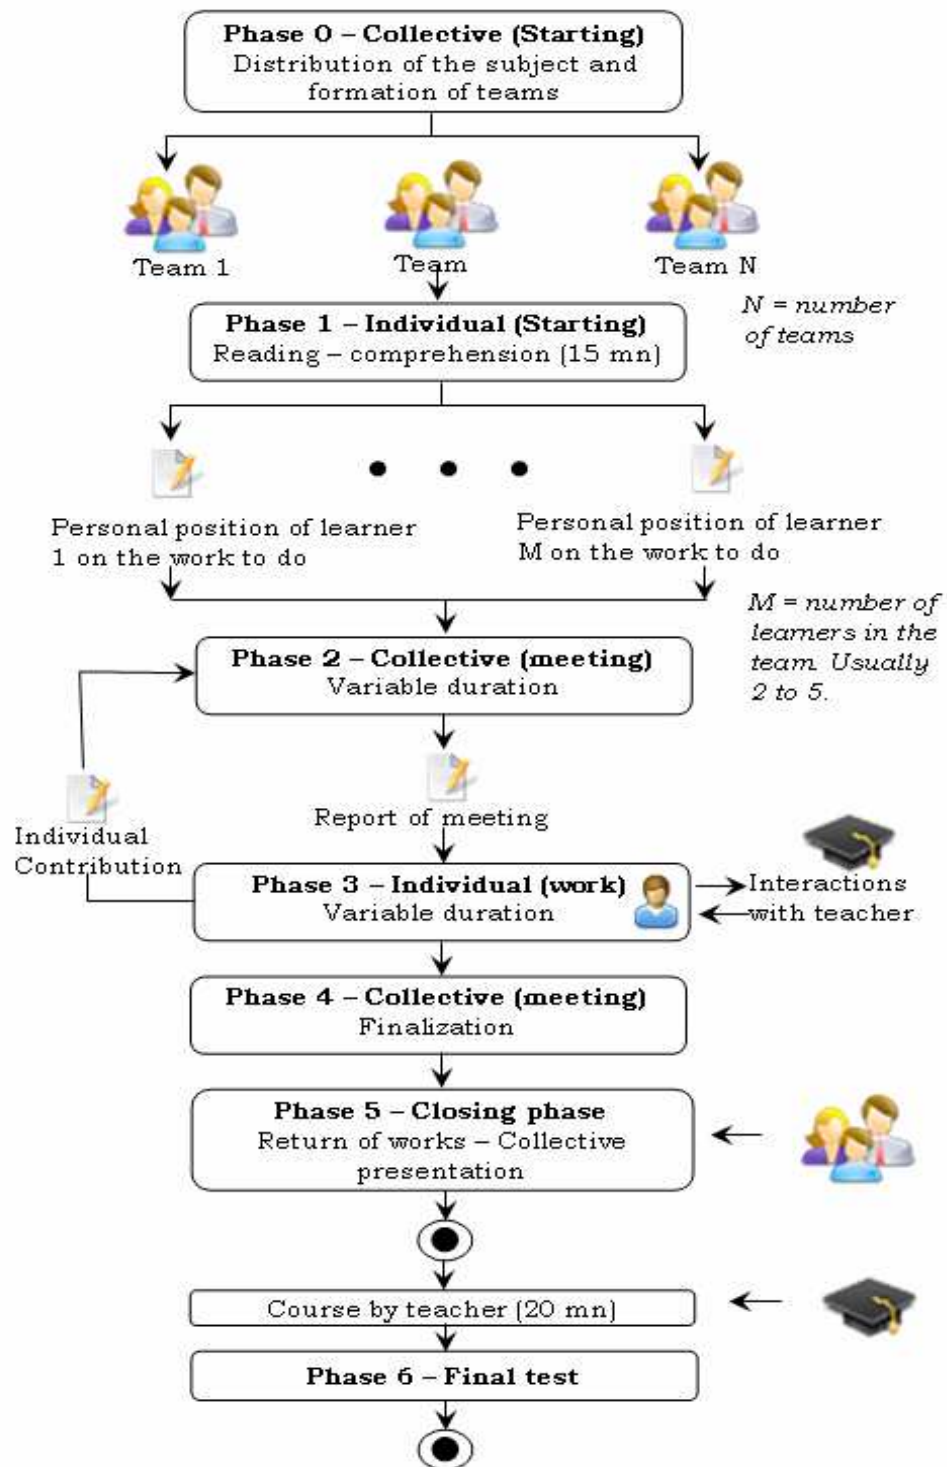 Phase 0 – Collective (Starting)
Distribution of the subject and
formation of teams
Team 1
Team
Team N
N = number
of teams
Phase 1 – Individual (Starting)
Reading – comprehension (15 mn)
Personal position of learner
1 on the work to do
Personal position of learner
M on the work to do
M = number of
learners in the
team. Usually
2 to 5.
Phase 2 – Collective (meeting)
Variable duration
Report of meeting
Individual
Contribution
Phase 3 – Individual (work)
Variable duration
Interactions
with teacher
Phase 4 – Collective (meeting)
Finalization
Phase 5 – Closing phase
Return of works – Collective
presentation
Course by teacher (20 mn)
Phase 6 – Final test